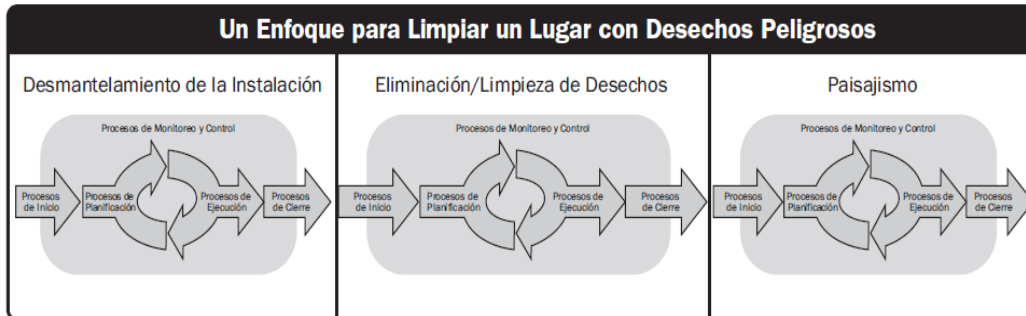 Un Enfoque para Limpiar un Lugar con Desechos Peligrosos
Desmantelamiento de la Instalación
Procesos de Monitoreo y Control
Procesos
de Inicio
Procesos de
Planificación
Procesos de
Ejecución
Procesos
de Cierre
Eliminación/Limpieza de Desechos
Procesos de Monitoreo y Control
Procesos
de Inicio
Procesos de
Planificación
Procesos de
Ejecución
Procesos
de Cierre
Paisajismo
Procesos de Monitoreo y Control
Procesos
de Inicio
Procesos de
Planificación
Procesos de
Ejecución
Procesos
de Cierre